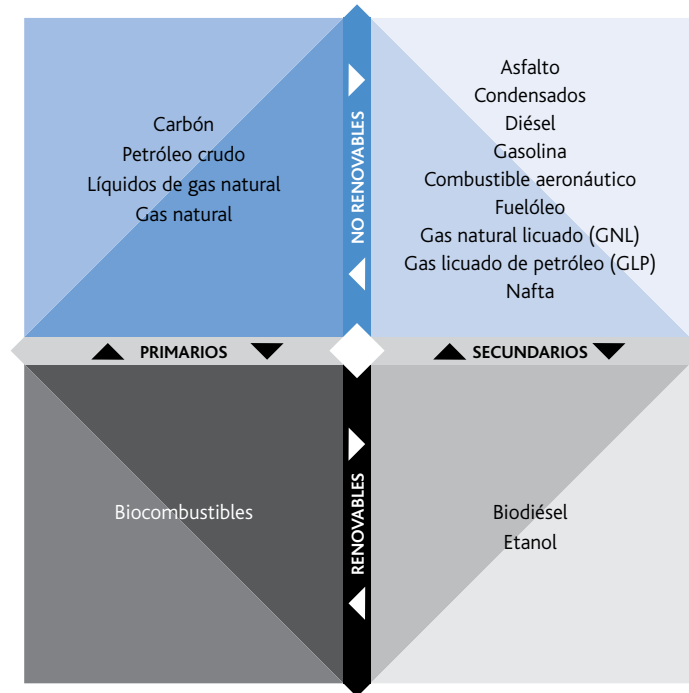 Carbón
Petróleo crudo
Líquidos de gas natural
Gas natural
NO RENOVABLES
Asfalto
Condensados
Diésel
Gasolina
Combustible aeronáutico
Fuelóleo
Gas natural licuado (GNL)
Gas licuado de petróleo (GLP)
Nafta
PRIMARIOS
SECUNDARIOS
Biocombustibles
RENOVABLES
Biodiésel
Etanol